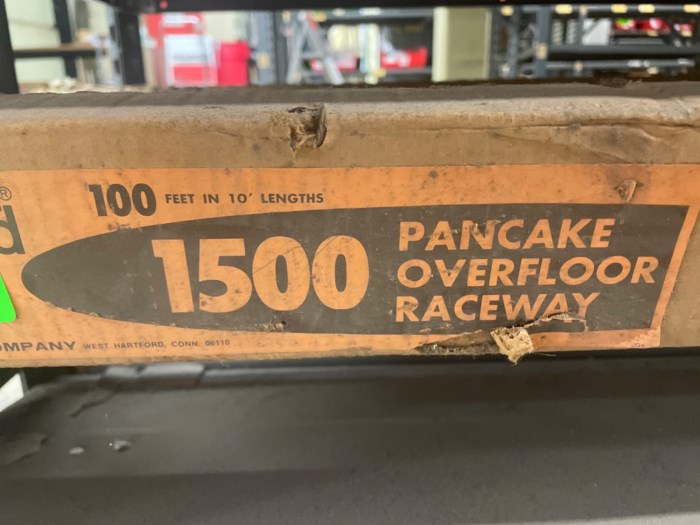 ®
d
100 FEET IN 10' LENGTHS
1500
PANCAKE
OVERFLOOR
RACEWAY
OMPANY WEST HARTFORD, CONN. 06110